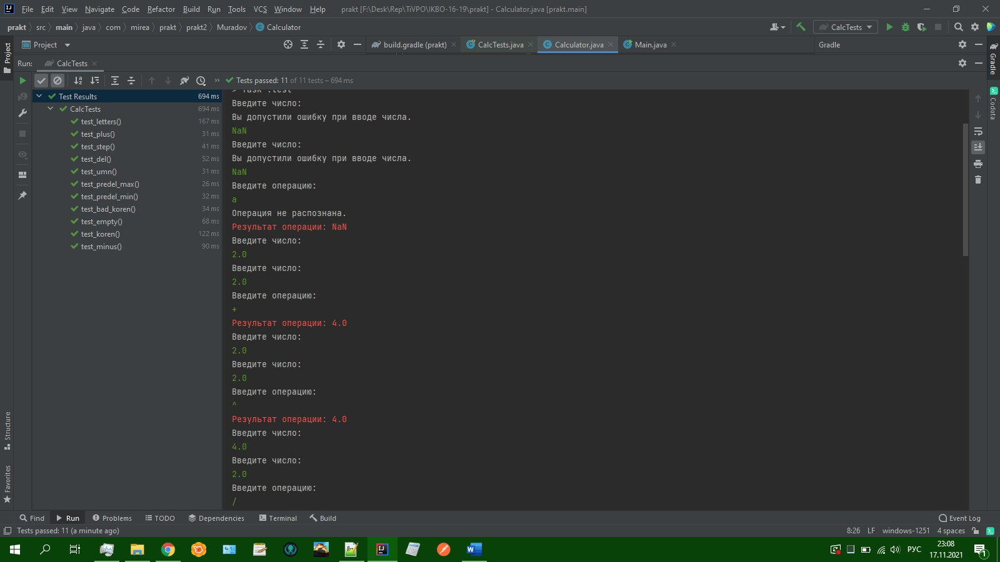 File Edit View Navigate Code Refactor Build Run Tools VCS Window Help prakt [F:\Desk\Rep\TiVPO\IKBO-16-19\prakt] - Calculator.java [prakt.main]
prakt src main java com mirea prakt prakt2 Muradov Calculator CalcTests
Project build.gradle (prakt) CalcTests.java Calculator.java Main.java Gradle
Run: CalcTests
Tests passed: 11 of 11 tests – 694 ms
Test Results 694 ms
CalcTests 694 ms
test_letters() 167 ms
test_plus() 31 ms
test_step() 41 ms
test_del() 52 ms
test_umn() 31 ms
test_predel_max() 26 ms
test_predel_min() 32 ms
test_bad_koren() 34 ms
test_empty() 68 ms
test_koren() 122 ms
test_minus() 90 ms
> Task :test
Введите число:
Вы допустили ошибку при вводе числа.
NaN
Введите число:
Вы допустили ошибку при вводе числа.
NaN
Введите операцию:
a
Операция не распознана.
Результат операции: NaN
Введите число:
2.0
Введите число:
2.0
Введите операцию:
+
Результат операции: 4.0
Введите число:
2.0
Введите число:
2.0
Введите операцию:
^
Результат операции: 4.0
Введите число:
4.0
Введите число:
2.0
Введите операцию:
/
Project
Structure
Favorites
Gradle
Codota
Find Run Problems TODO Dependencies Terminal Build Event Log
Tests passed: 11 (a minute ago) 8:26 LF windows-1251 4 spaces
РУС 23:08
17.11.2021
1